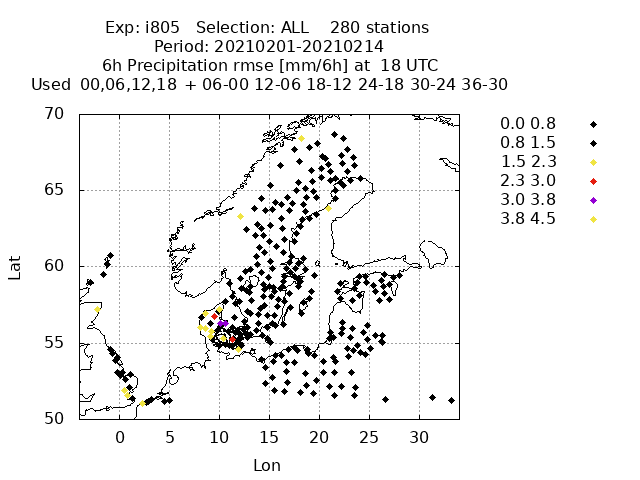 Exp: i805 Selection: ALL 280 stations
Period: 20210201-20210214
6h Precipitation rmse [mm/6h] at 18 UTC
Used 00,06,12,18 + 06-00 12-06 18-12 24-18 30-24 36-30
70
65
60
55
50
Lat
0 5 10 15 20 25 30
Lon
0.0 0.8
0.8 1.5
1.5 2.3
2.3 3.0
3.0 3.8
3.8 4.5